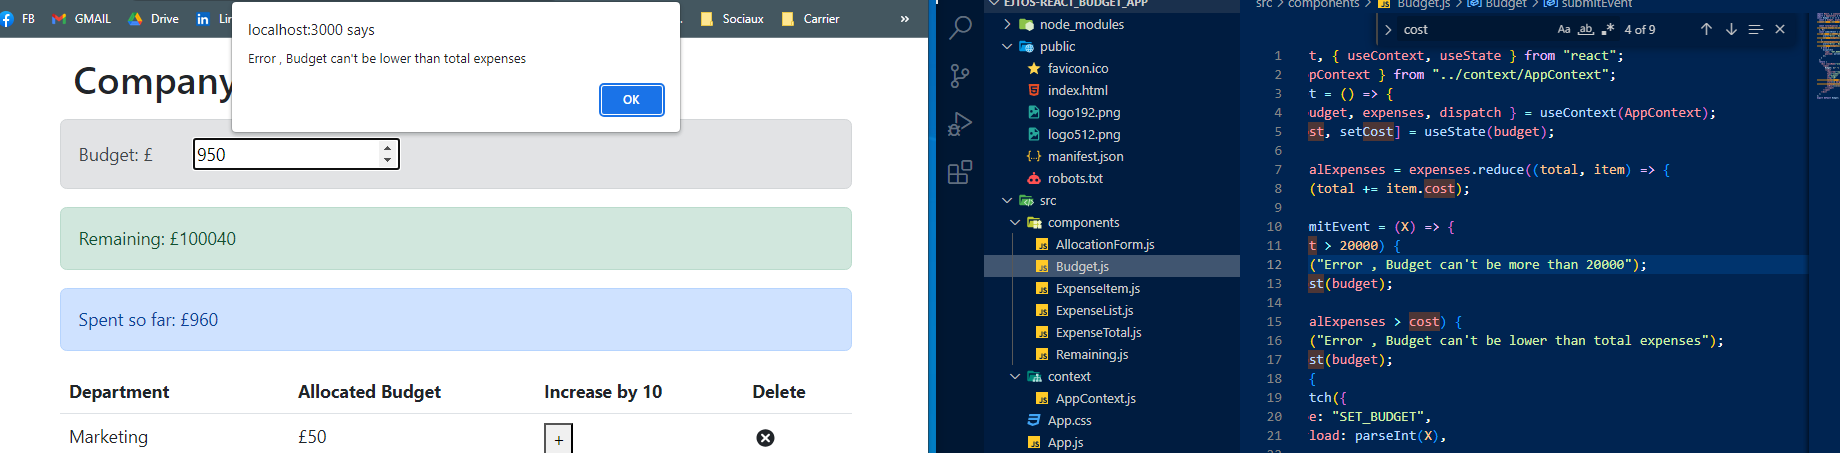 FB
GMAIL
Drive
Lin
Sociaux
Carrier
»
localhost:3000 says
Error , Budget can't be lower than total expenses
OK
Company
Budget: £
950
Remaining: £100040
Spent so far: £960
Department Allocated Budget Increase by 10 Delete
Marketing £50 +
EJTOS-REACT_BUDGET_APP
node_modules
public
favicon.ico
index.html
logo192.png
logo512.png
manifest.json
robots.txt
src
components
AllocationForm.js
Budget.js
ExpenseItem.js
ExpenseList.js
ExpenseTotal.js
Remaining.js
context
AppContext.js
App.css
App.js
src > components > Budget.js > Budget > submitEvent
cost Aa ab, .* 4 of 9
1 t, { useContext, useState } from "react";
2 pContext } from "../context/AppContext";
3 t = () => {
4 udget, expenses, dispatch } = useContext(AppContext);
5 st, setCost] = useState(budget);
6
7 alExpenses = expenses.reduce((total, item) => {
8 (total += item.cost);
9
10 mitEvent = (X) => {
11 t > 20000) {
12 ("Error , Budget can't be more than 20000");
13 st(budget);
14
15 alExpenses > cost) {
16 ("Error , Budget can't be lower than total expenses");
17 st(budget);
18 {
19 tch({
20 e: "SET_BUDGET",
21 load: parseInt(X),